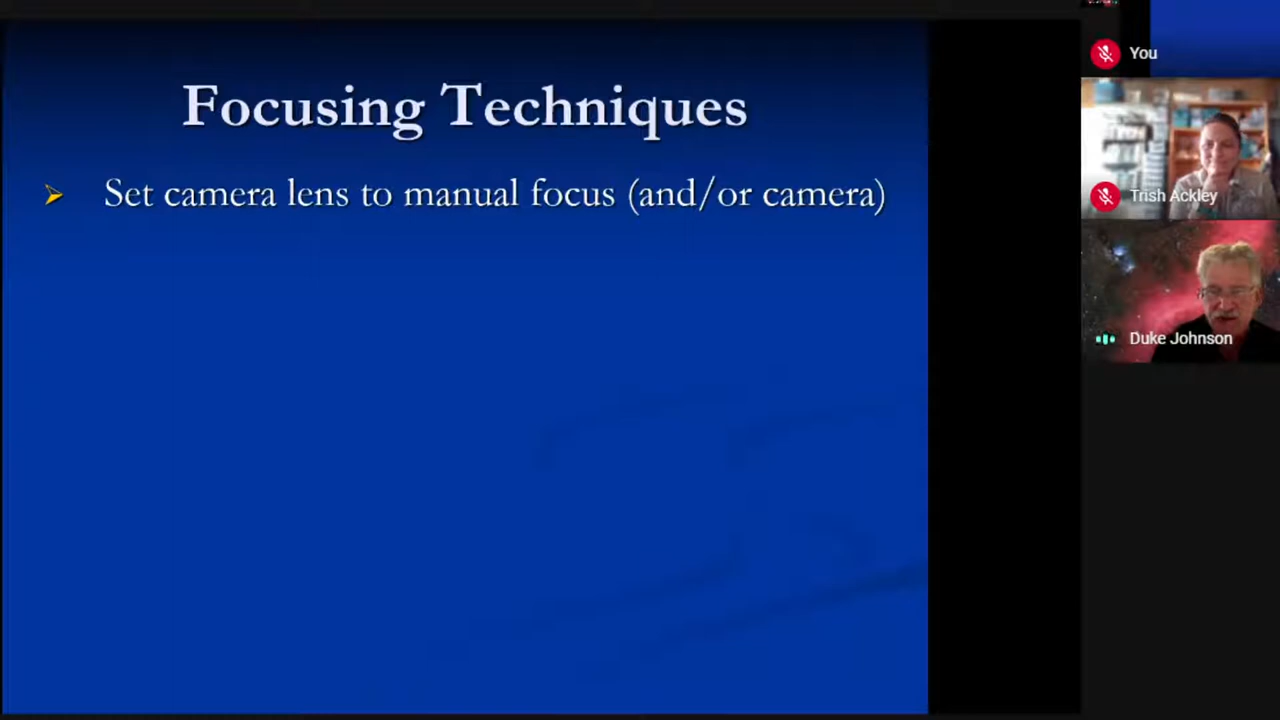 Focusing Techniques
Set camera lens to manual focus (and/or camera)
You
Trish Ackley
Duke Johnson